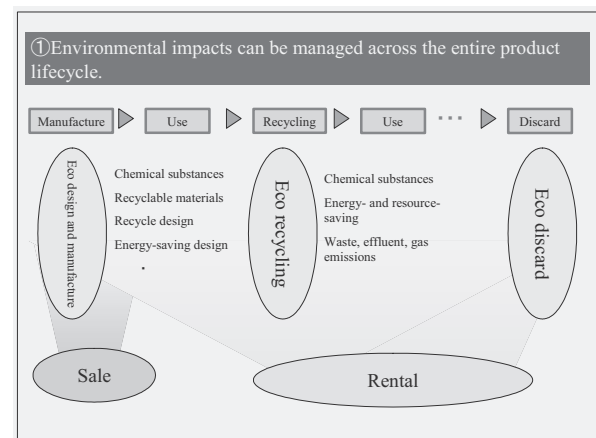 ①Environmental impacts can be managed across the entire product
lifecycle.
Manufacture
Use
Recycling
Use
...
Discard
Eco design and manufacture
Chemical substances
Recyclable materials
Recycle design
Energy-saving design
・
Eco recycling
Chemical substances
Energy- and resource-
saving
Waste, effluent, gas
emissions
Eco discard
Sale
Rental